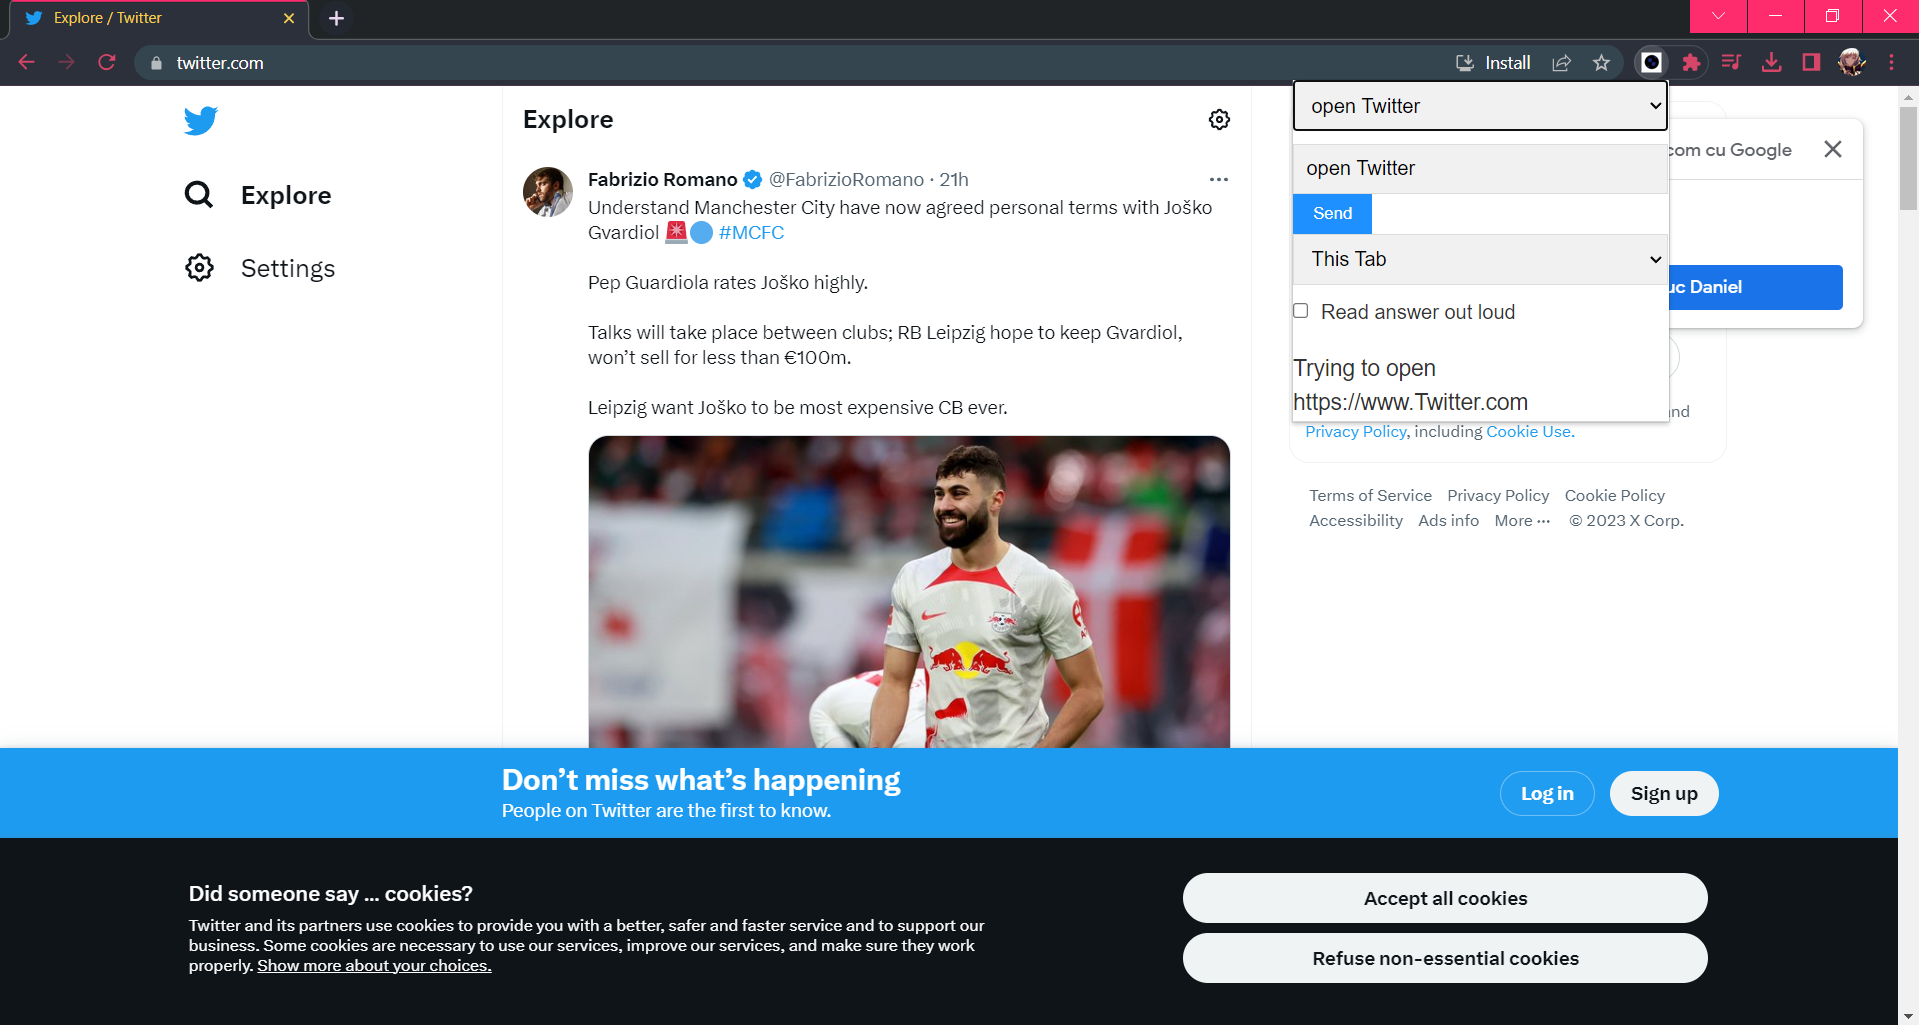 Explore / Twitter
twitter.com
Install
Explore
Settings
Explore
Fabrizio Romano @FabrizioRomano · 21h
Understand Manchester City have now agreed personal terms with Joško
Gvardiol 🚨🔵 #MCFC
Pep Guardiola rates Joško highly.
Talks will take place between clubs; RB Leipzig hope to keep Gvardiol,
won’t sell for less than €100m.
Leipzig want Joško to be most expensive CB ever.
open Twitter
open Twitter
Send
This Tab
Read answer out loud
Trying to open
https://www.Twitter.com
com cu Google
uc Daniel
and
Privacy Policy, including Cookie Use.
Terms of Service Privacy Policy Cookie Policy
Accessibility Ads info More ··· © 2023 X Corp.
Don’t miss what’s happening
People on Twitter are the first to know.
Log in
Sign up
Did someone say … cookies?
Twitter and its partners use cookies to provide you with a better, safer and faster service and to support our
business. Some cookies are necessary to use our services, improve our services, and make sure they work
properly. Show more about your choices.
Accept all cookies
Refuse non-essential cookies